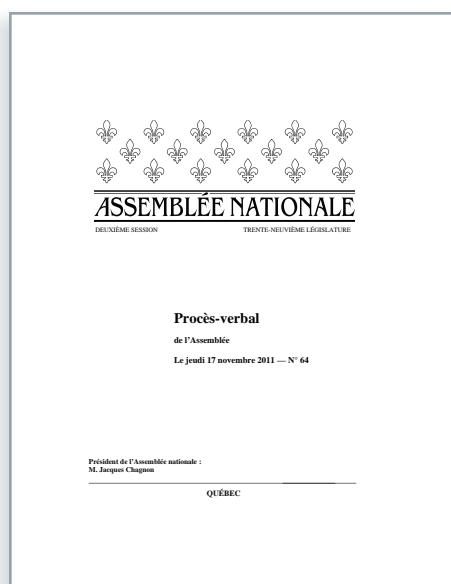 ASSEMBLÉE NATIONALE
DEUXIÈME SESSION TRENTE-NEUVIÈME LÉGISLATURE
Procès-verbal
de l'Assemblée
Le jeudi 17 novembre 2011 — N° 64
Président de l'Assemblée nationale :
M. Jacques Chagnon
QUÉBEC